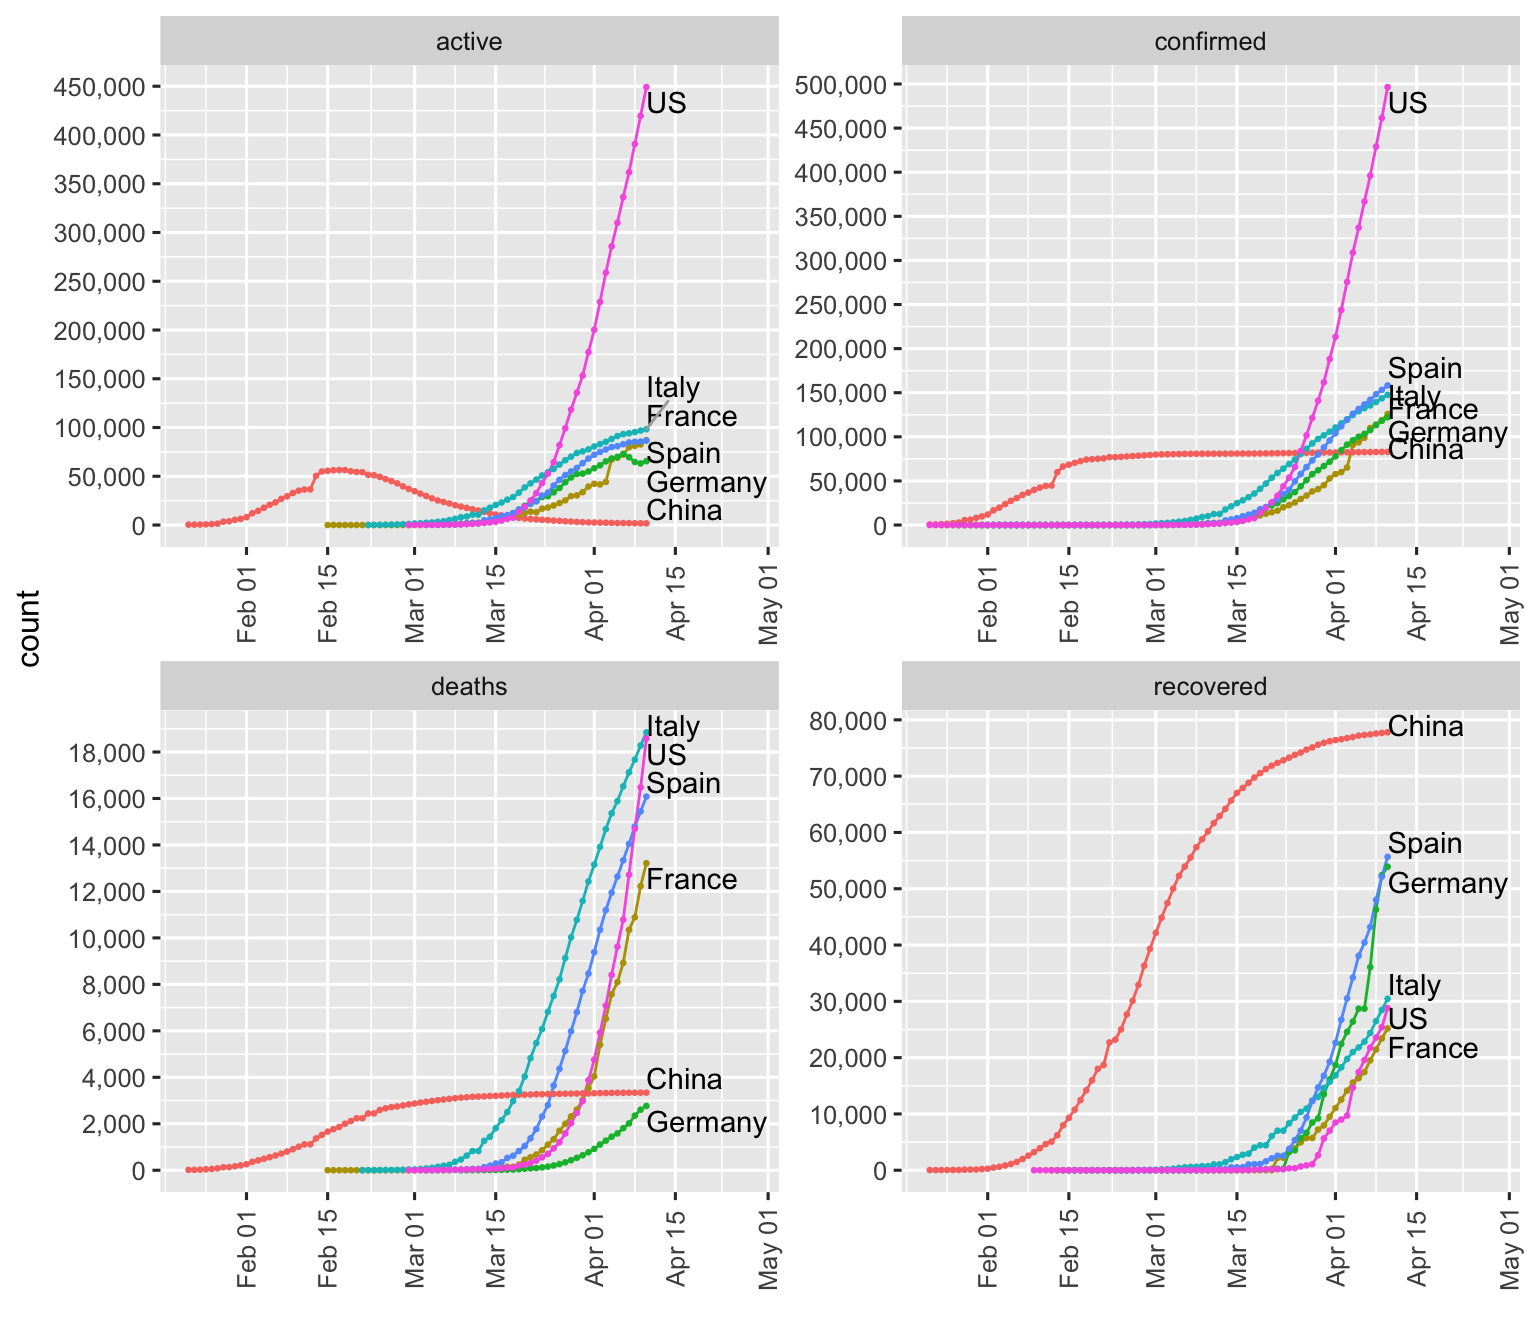 count
active
450,000
400,000
350,000
300,000
250,000
200,000
150,000
100,000
50,000
0
US
Italy
France
Spain
Germany
China
Feb 01
Feb 15
Mar 01
Mar 15
Apr 01
Apr 15
May 01
confirmed
500,000
450,000
400,000
350,000
300,000
250,000
200,000
150,000
100,000
50,000
0
US
Spain
Italy
France
Germany
China
Feb 01
Feb 15
Mar 01
Mar 15
Apr 01
Apr 15
May 01
deaths
18,000
16,000
14,000
12,000
10,000
8,000
6,000
4,000
2,000
0
Italy
US
Spain
France
China
Germany
Feb 01
Feb 15
Mar 01
Mar 15
Apr 01
Apr 15
May 01
recovered
80,000
70,000
60,000
50,000
40,000
30,000
20,000
10,000
0
China
Spain
Germany
Italy
US
France
Feb 01
Feb 15
Mar 01
Mar 15
Apr 01
Apr 15
May 01